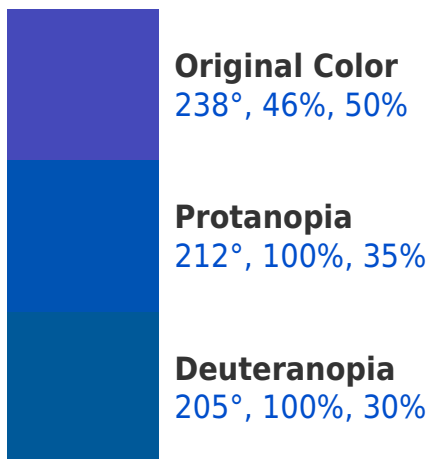 Original Color
238°, 46%, 50%
Protanopia
212°, 100%, 35%
Deuteranopia
205°, 100%, 30%